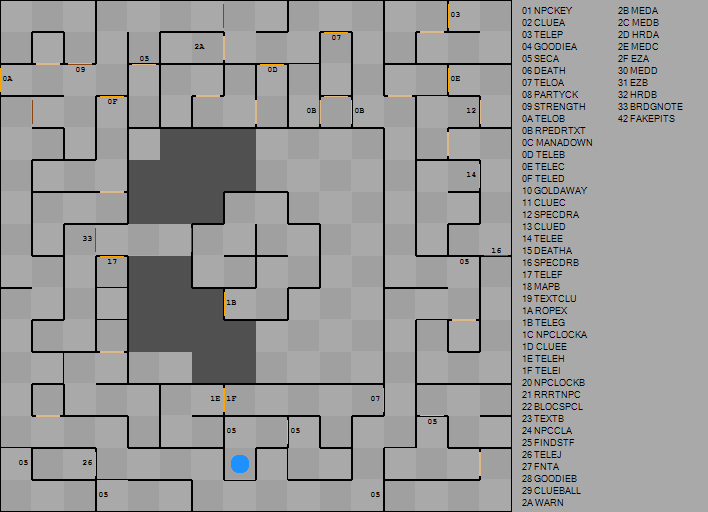 03
07
2A
05
09
0D
0A
0E
0F
0B
0B
12
14
33
16
17
05
1B
1E
1F
07
05
05
05
05
26
05
05
01 NPCKEY
02 CLUEA
03 TELEP
04 GOODIEA
05 SECA
06 DEATH
07 TELOA
08 PARTYCK
09 STRENGTH
0A TELOB
0B RPEDRTXT
0C MANADOWN
0D TELEB
0E TELEC
0F TELED
10 GOLDAWAY
11 CLUEC
12 SPECDRA
13 CLUED
14 TELEE
15 DEATHA
16 SPECDRB
17 TELEF
18 MAPB
19 TEXTCLU
1A ROPEX
1B TELEG
1C NPCLOCKA
1D CLUEE
1E TELEH
1F TELEI
20 NPCLOCKB
21 RRRTNPC
22 BLOCSPCL
23 TEXTB
24 NPCCLA
25 FINDSTF
26 TELEJ
27 FNTA
28 GOODIEB
29 CLUEBALL
2A WARN
2B MEDA
2C MEDB
2D HRDA
2E MEDC
2F EZA
30 MEDD
31 EZB
32 HRDB
33 BRDGNOTE
42 FAKEPITS